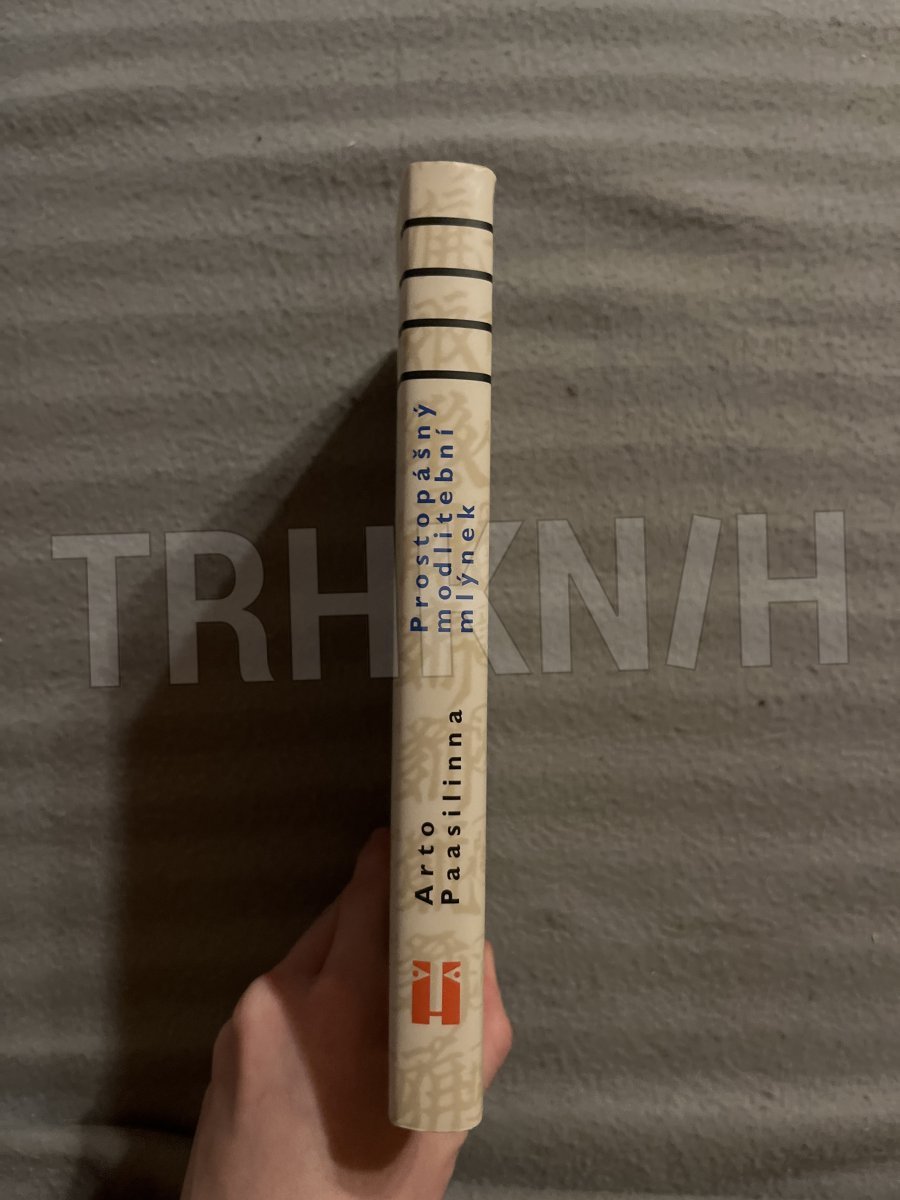 Arto
Paasilinna
Prostopášný
modlitební
mlýnek
TRHKNIH